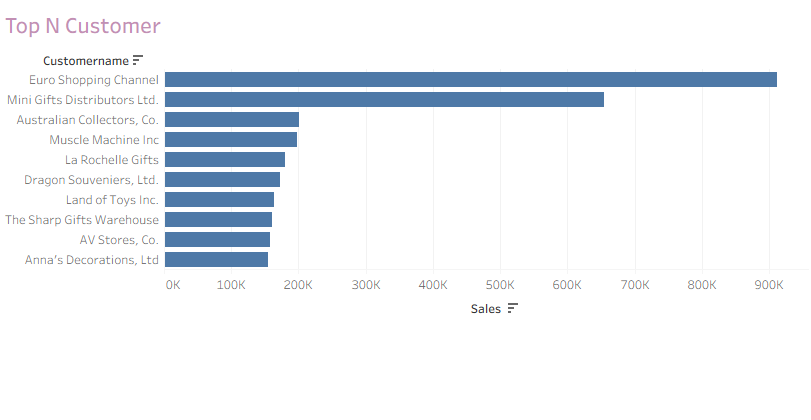 Top N Customer
Customername
Euro Shopping Channel
Mini Gifts Distributors Ltd.
Australian Collectors, Co.
Muscle Machine Inc
La Rochelle Gifts
Dragon Souveniers, Ltd.
Land of Toys Inc.
The Sharp Gifts Warehouse
AV Stores, Co.
Anna's Decorations, Ltd
0K 100K 200K 300K 400K 500K 600K 700K 800K 900K
Sales